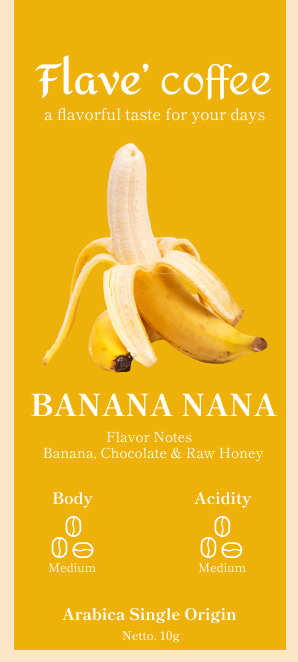 Flave’ coffee
a flavorful taste for your days
BANANA NANA
Flavor Notes
Banana, Chocolate & Raw Honey
Body
Acidity
Medium
Medium
Arabica Single Origin
Netto. 10g